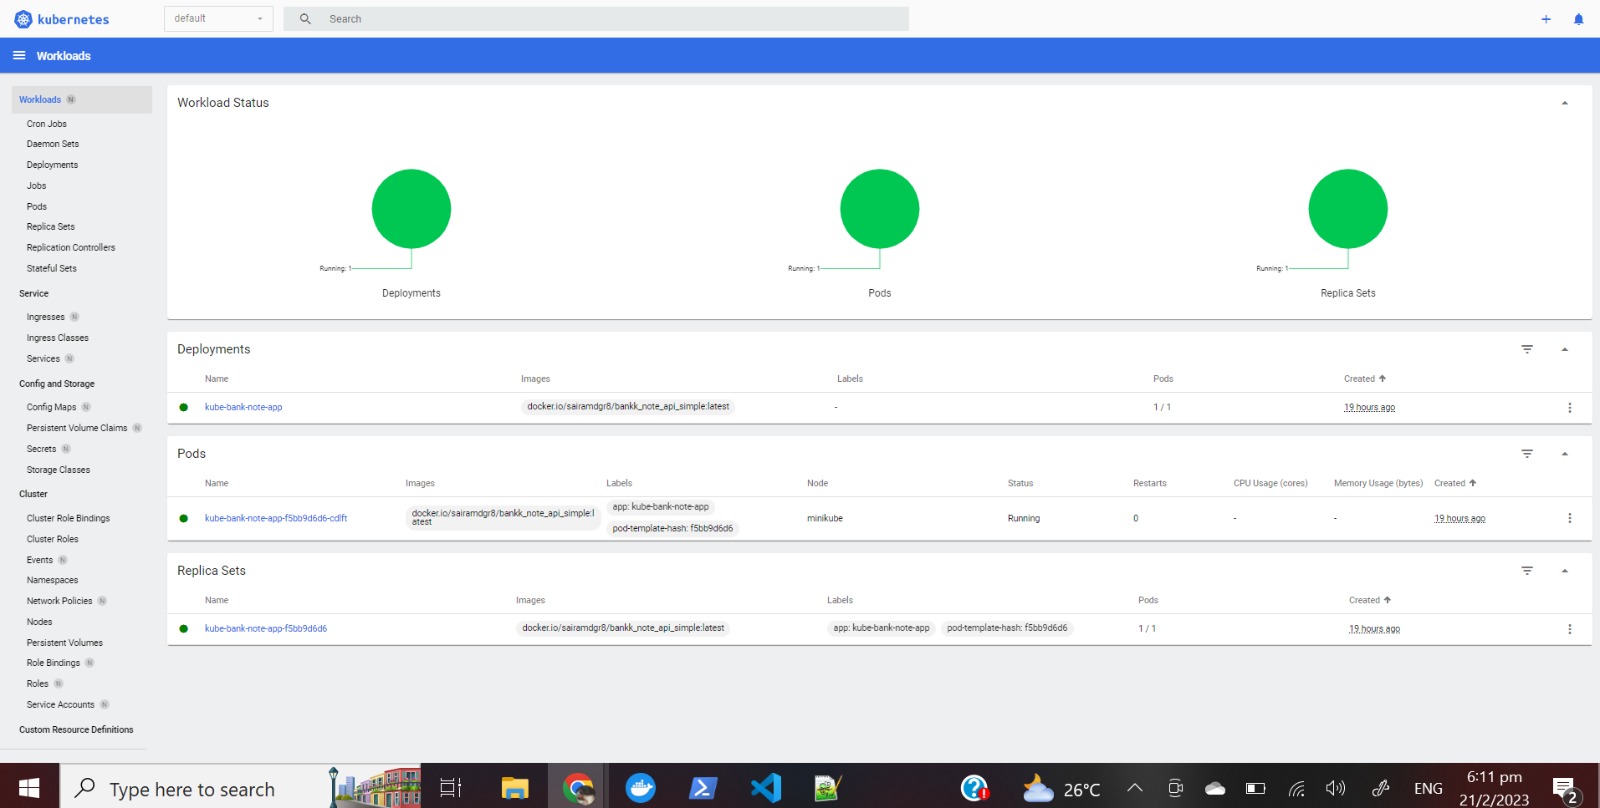 kubernetes
default
Search
Workloads
Workloads N
Cron Jobs
Daemon Sets
Deployments
Jobs
Pods
Replica Sets
Replication Controllers
Stateful Sets
Service
Ingresses N
Ingress Classes
Services N
Config and Storage
Config Maps N
Persistent Volume Claims N
Secrets N
Storage Classes
Cluster
Cluster Role Bindings
Cluster Roles
Events N
Namespaces
Network Policies N
Nodes
Persistent Volumes
Role Bindings N
Roles N
Service Accounts N
Custom Resource Definitions
Workload Status
Running: 1
Deployments
Running: 1
Pods
Running: 1
Replica Sets
Deployments
Name Images Labels Pods Created
kube-bank-note-app docker.io/sairamdgr8/bankk_note_api_simple:latest - 1 / 1 19 hours ago
Pods
Name Images Labels Node Status Restarts CPU Usage (cores) Memory Usage (bytes) Created
kube-bank-note-app-f5bb9d6d6-cdlft docker.io/sairamdgr8/bankk_note_api_simple:l
atest app: kube-bank-note-app
pod-template-hash: f5bb9d6d6 minikube Running 0 - - 19 hours ago
Replica Sets
Name Images Labels Pods Created
kube-bank-note-app-f5bb9d6d6 docker.io/sairamdgr8/bankk_note_api_simple:latest app: kube-bank-note-app pod-template-hash: f5bb9d6d6 1 / 1 19 hours ago
Type here to search
26°C
ENG
6:11 pm
21/2/2023
2